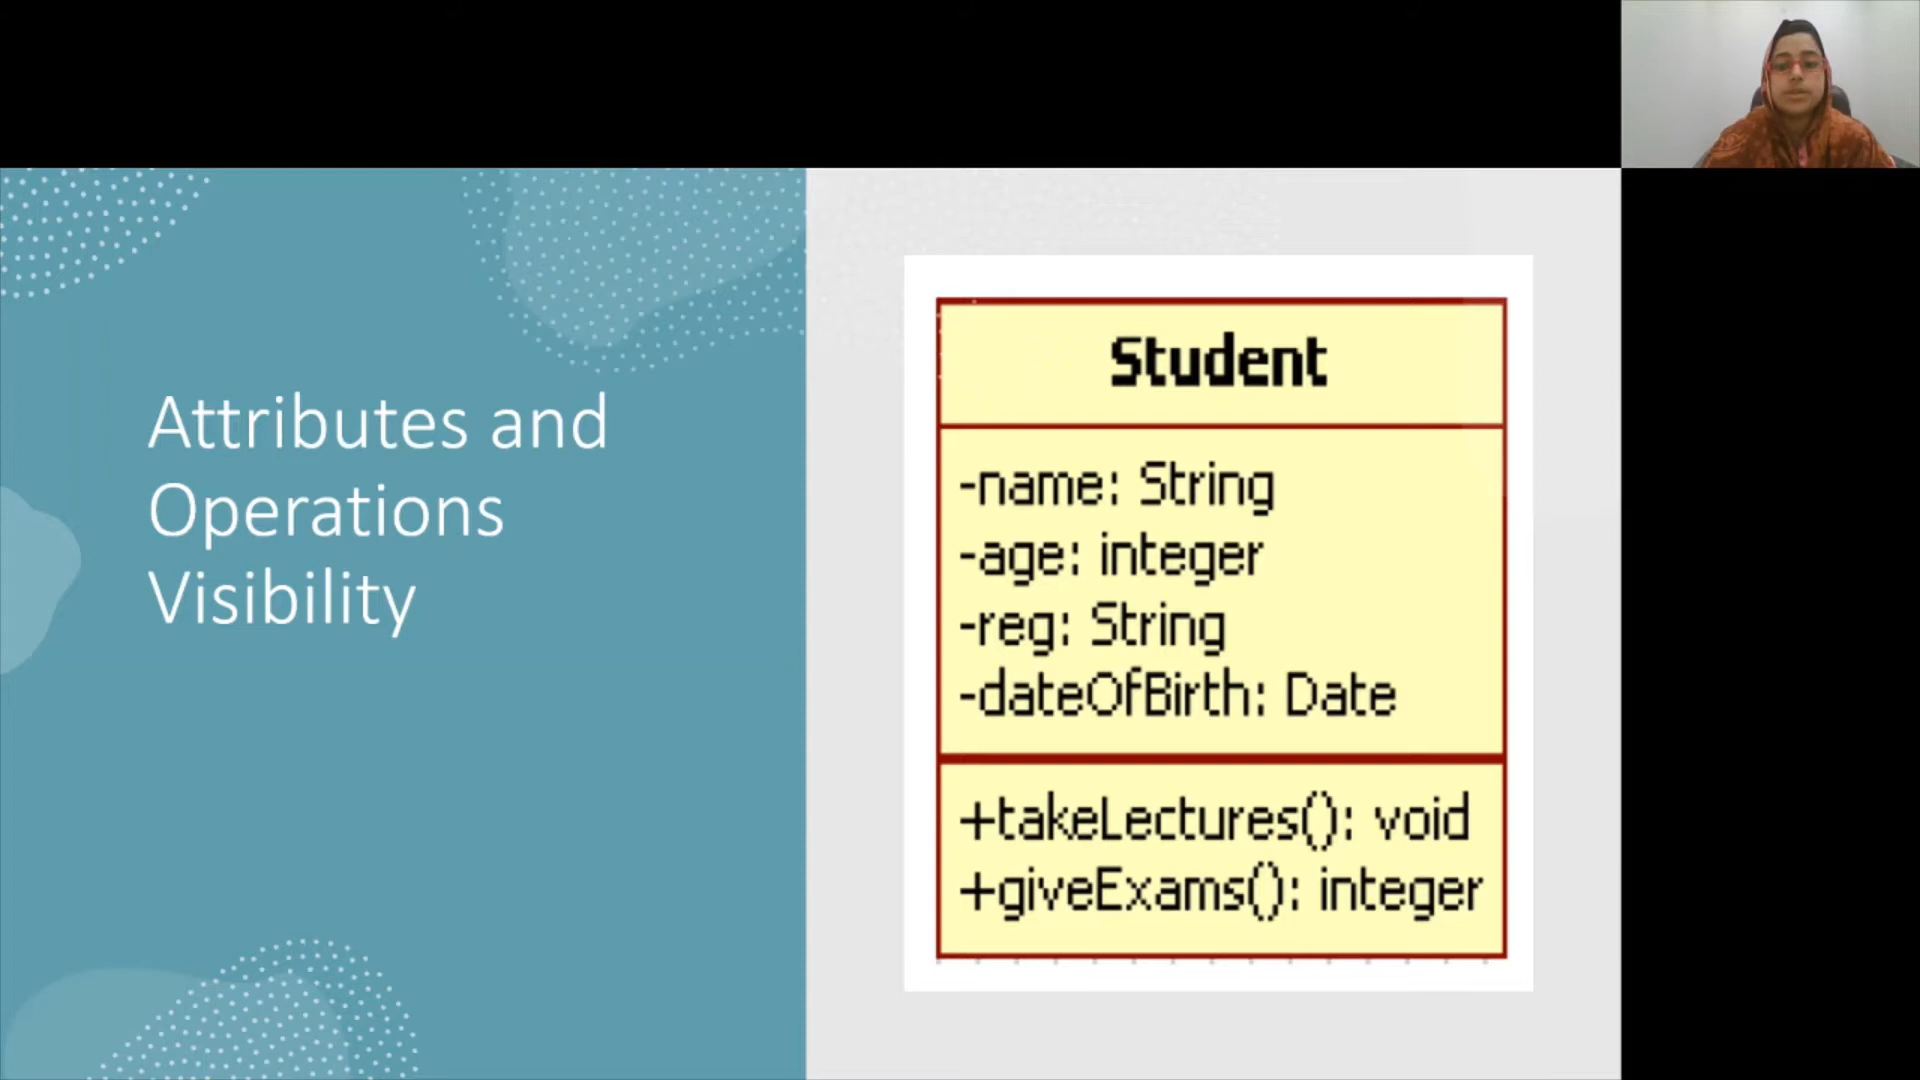 Attributes and
Operations
Visibility
Student
-name: String
-age: integer
-reg: String
-dateOfBirth: Date
+takeLectures(): void
+giveExams(): integer